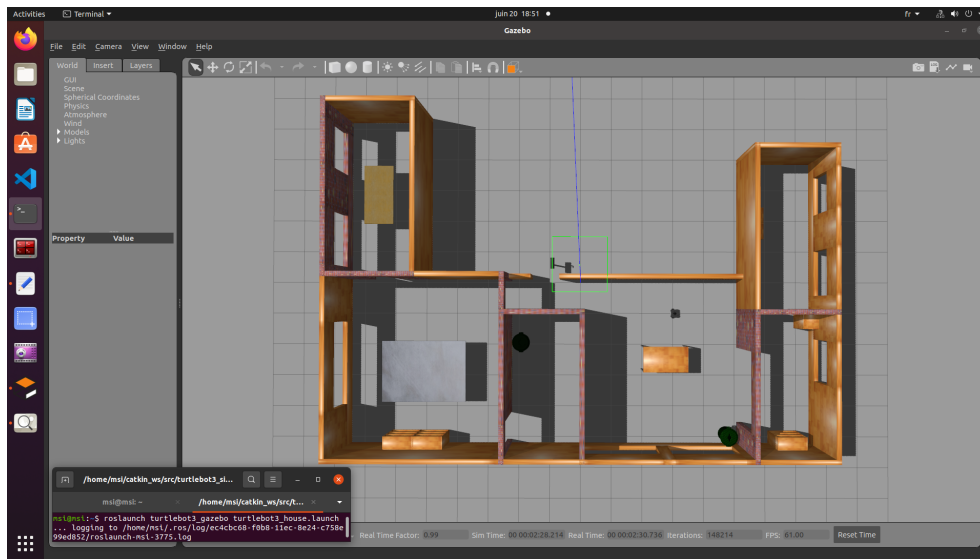 Activities Terminal juin 20 18:51 fr
Gazebo
File Edit Camera View Window Help
World Insert Layers
GUI
Scene
Spherical Coordinates
Physics
Atmosphere
Wind
Models
Lights
Property Value
/home/msi/catkin_ws/src/turtlebot3_si...
msi@msi: ~ /home/msi/catkin_ws/src/t...
msi@msi:~$ roslaunch turtlebot3_gazebo turtlebot3_house.launch
... logging to /home/msi/.ros/log/ec4cbc68-f0b8-11ec-8e24-c758e
99ed852/roslaunch-msi-3775.log
Real Time Factor: 0.99 Sim Time: 00 00:02:28.214 Real Time: 00 00:02:30.736 Iterations: 148214 FPS: 61.00 Reset Time